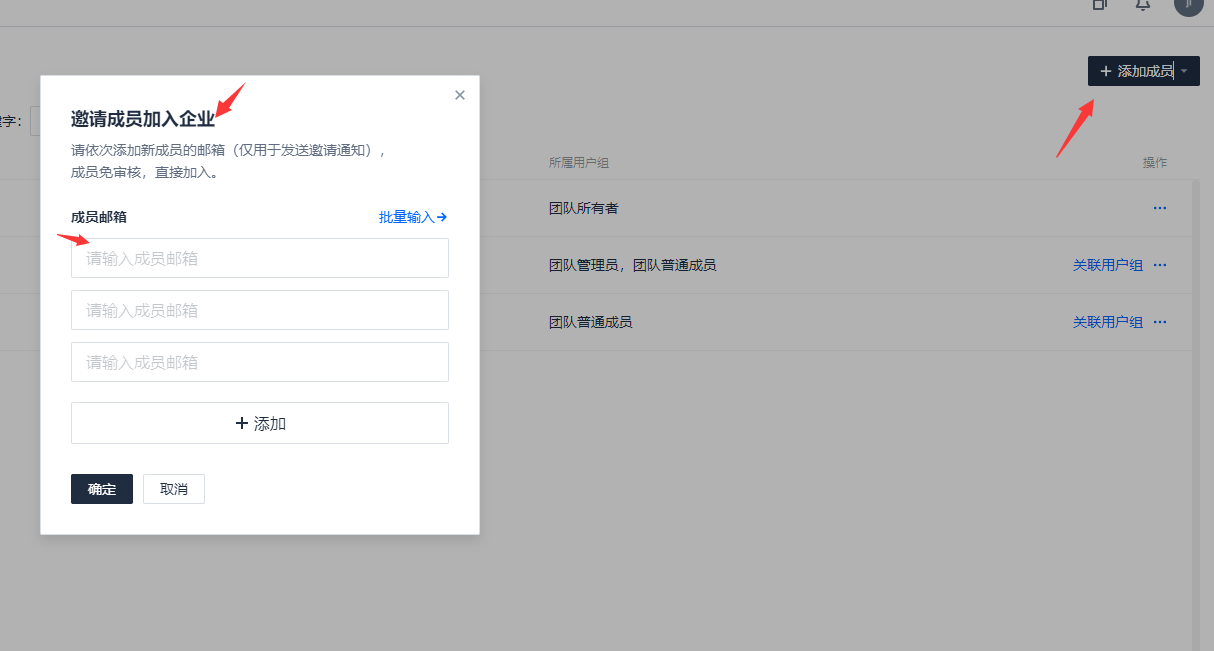 添加成员
邀请成员加入企业
请依次添加新成员的邮箱（仅用于发送邀请通知），
成员免审核，直接加入。
字：
所属用户组
操作
成员邮箱
批量输入
团队所有者
请输入成员邮箱
团队管理员，团队普通成员
关联用户组
请输入成员邮箱
团队普通成员
关联用户组
请输入成员邮箱
+ 添加
确定
取消